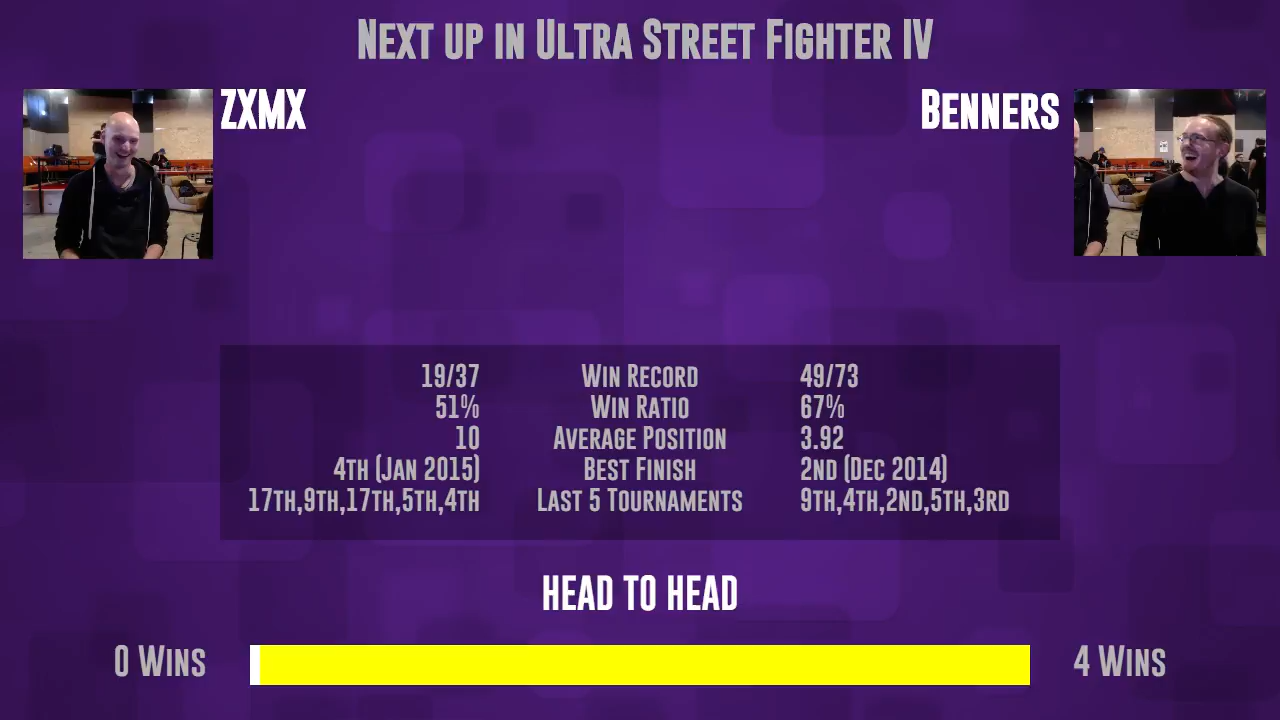 Next up in Ultra Street Fighter IV
ZXMX
Benners
19/37 Win Record 49/73
51% Win Ratio 67%
10 Average Position 3.92
4th (Jan 2015) Best Finish 2nd (Dec 2014)
17th,9th,17th,5th,4th Last 5 Tournaments 9th,4th,2nd,5th,3rd
HEAD TO HEAD
0 Wins 4 Wins